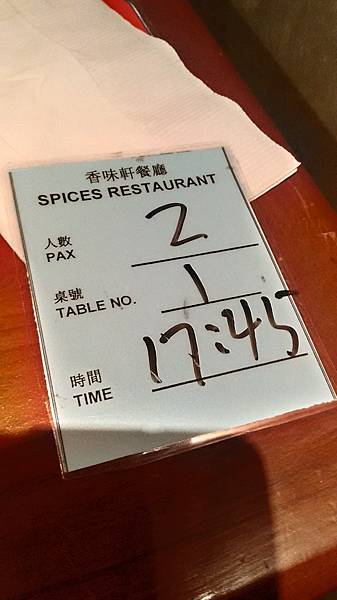 香味軒餐廳
SPICES RESTAURANT
人數
PAX 2
桌號
TABLE NO. 1
時間
TIME 17:45